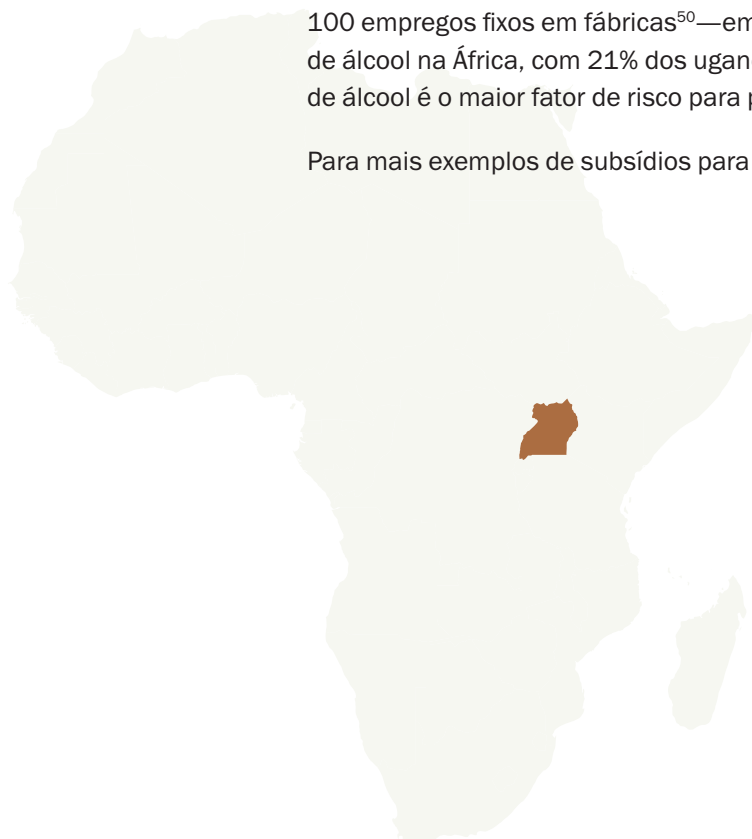 100 empregos fixos em fábricas⁵⁰—em
de álcool na África, com 21% dos ugan
de álcool é o maior fator de risco para
Para mais exemplos de subsídios para